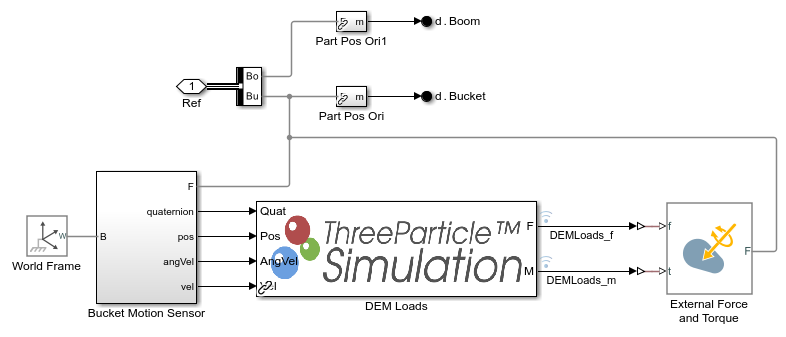 m
d.Boom
Part Pos Ori1
Bo
1
Bu
m
d.Bucket
Ref
Part Pos Ori
F
quaternion
Quat
ThreeParticle™
F
f
DEMLoads_f
W
B
pos
Pos
Simulation
F
angVel
AngVel
World Frame
M
t
vel
DEMLoads_m
DEM Loads
External Force
and Torque
Bucket Motion Sensor